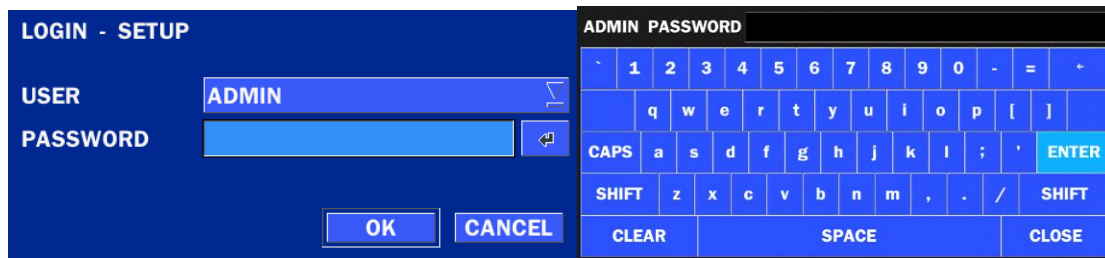 LOGIN - SETUP
USER ADMIN
PASSWORD
OK CANCEL
ADMIN PASSWORD
` 1 2 3 4 5 6 7 8 9 0 - = ←
q w e r t y u i o p [ ]
CAPS a s d f g h j k l ; ' ENTER
SHIFT z x c v b n m , . / SHIFT
CLEAR SPACE CLOSE